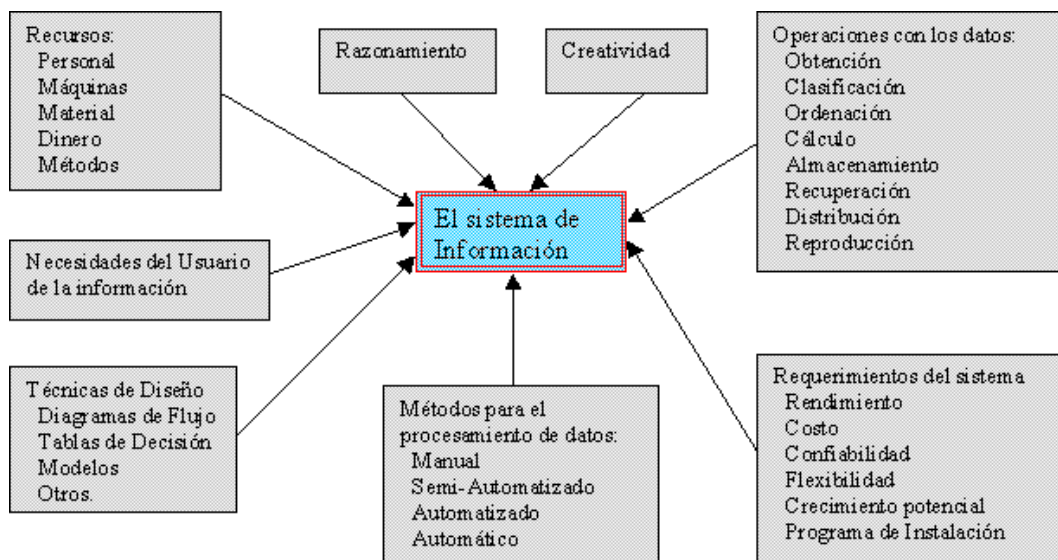 Recursos:
Personal
Máquinas
Material
Dinero
Métodos
Razonamiento
Creatividad
Operaciones con los datos:
Obtención
Clasificación
Ordenación
Cálculo
Almacenamiento
Recuperación
Distribución
Reproducción
El sistema de
Información
Necesidades del Usuario
de la información
Técnicas de Diseño
Diagramas de Flujo
Tablas de Decisión
Modelos
Otros.
Métodos para el
procesamiento de datos:
Manual
Semi-Automatizado
Automatizado
Automático
Requerimientos del sistema
Rendimiento
Costo
Confiabilidad
Flexibilidad
Crecimiento potencial
Programa de Instalación